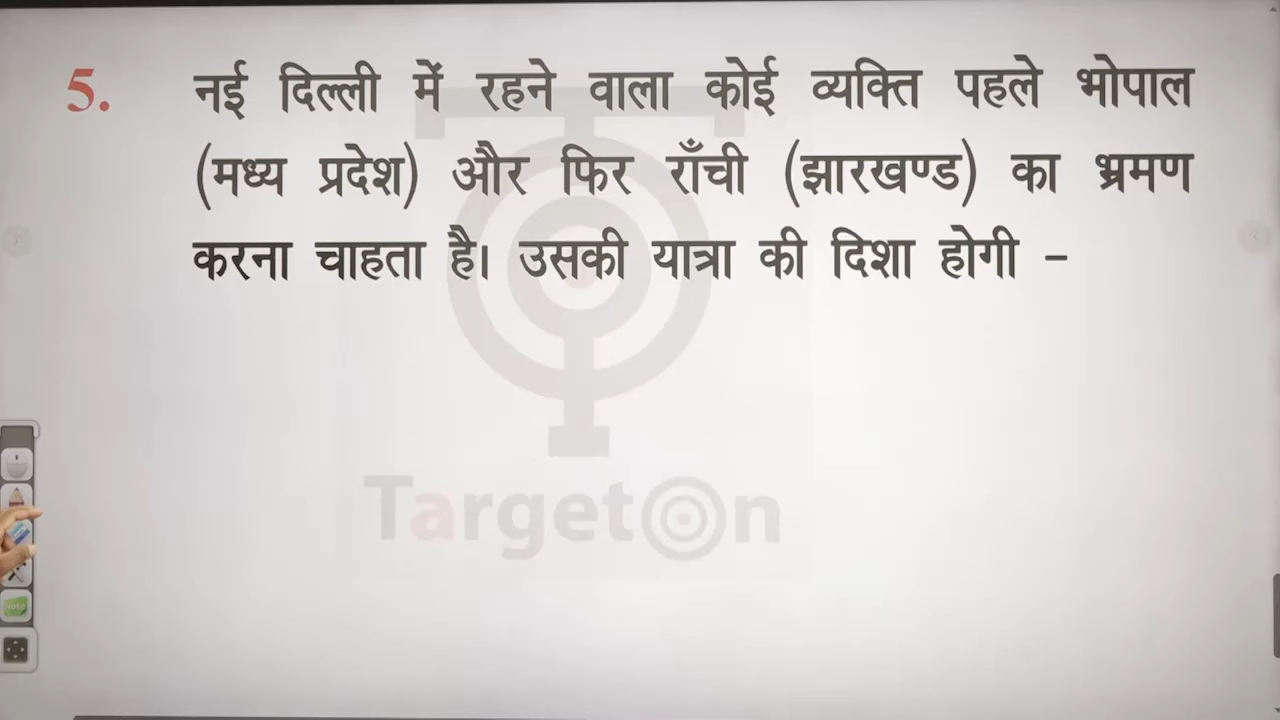 5. नई दिल्ली में रहने वाला कोई व्यक्ति पहले भोपाल
(मध्य प्रदेश) और फिर राँची (झारखण्ड) का भ्रमण
करना चाहता है। उसकी यात्रा की दिशा होगी –
TargetOn